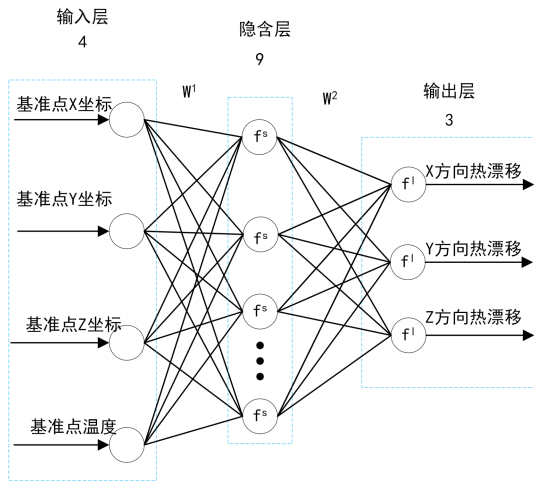 输入层
4
隐含层
9
输出层
3
W¹
W²
基准点X坐标
基准点Y坐标
基准点Z坐标
基准点温度
fˢ
fˢ
fˢ
fˢ
fˡ
fˡ
fˡ
X方向热漂移
Y方向热漂移
Z方向热漂移